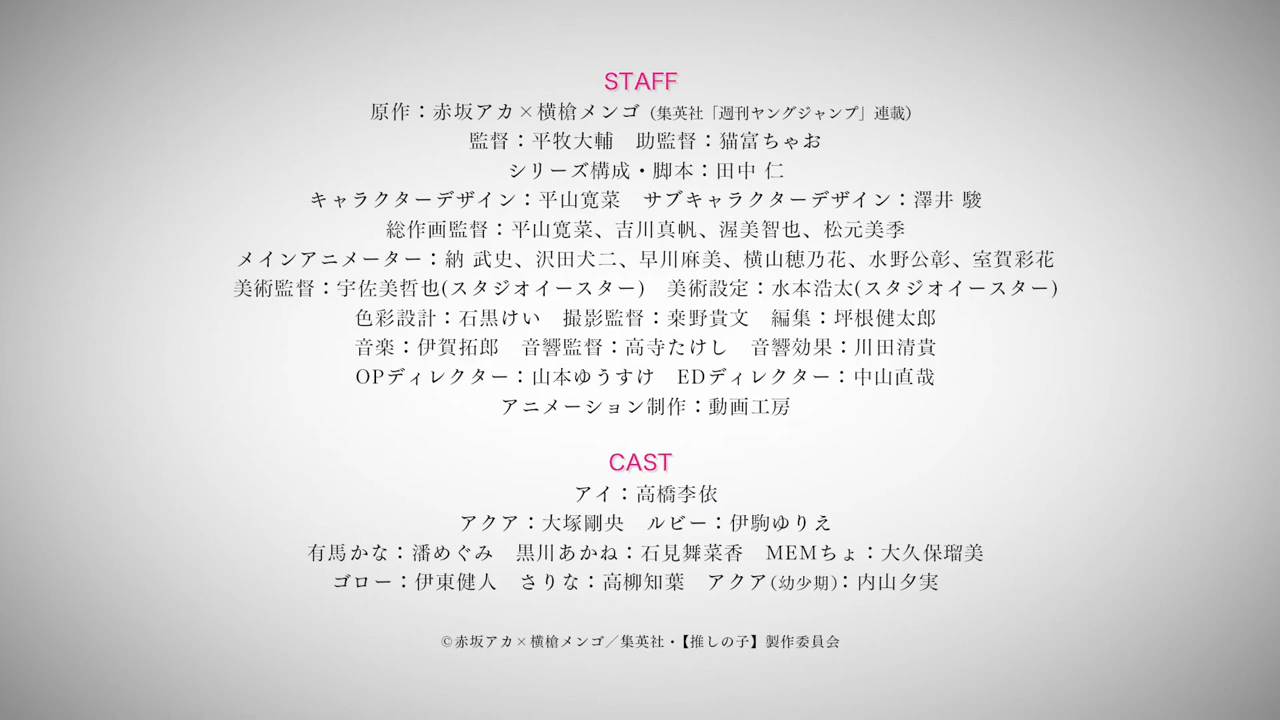 STAFF
原作：赤坂アカ×横槍メンゴ（集英社「週刊ヤングジャンプ」連載）
監督：平牧大輔　助監督：猫富ちゃお
シリーズ構成・脚本：田中 仁
キャラクターデザイン：平山寛菜　サブキャラクターデザイン：澤井 駿
総作画監督：平山寛菜、吉川真帆、渥美智也、松元美季
メインアニメーター：納 武史、沢田犬二、早川麻美、横山穂乃花、水野公彰、室賀彩花
美術監督：宇佐美哲也(スタジオイースター)　美術設定：水本浩太(スタジオイースター)
色彩設計：石黒けい　撮影監督：桒野貴文　編集：坪根健太郎
音楽：伊賀拓郎　音響監督：高寺たけし　音響効果：川田清貴
OPディレクター：山本ゆうすけ　EDディレクター：中山直哉
アニメーション制作：動画工房
CAST
アイ：高橋李依
アクア：大塚剛央　ルビー：伊駒ゆりえ
有馬かな：潘めぐみ　黒川あかね：石見舞菜香　MEMちょ：大久保瑠美
ゴロー：伊東健人　さりな：高柳知葉　アクア(幼少期)：内山夕実
©赤坂アカ×横槍メンゴ／集英社・【推しの子】製作委員会